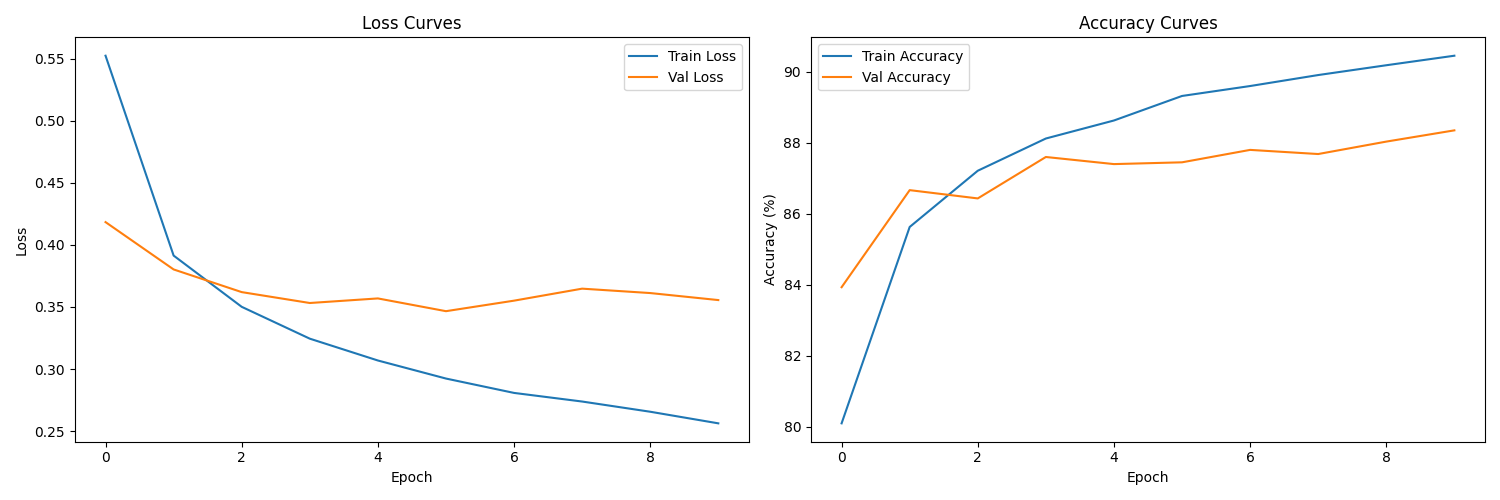 Loss Curves
Train Loss
Val Loss
0.55
0.50
0.45
0.40
0.35
0.30
0.25
Loss
0 2 4 6 8
Epoch
Accuracy Curves
Train Accuracy
Val Accuracy
90
88
86
84
82
80
Accuracy (%)
0 2 4 6 8
Epoch